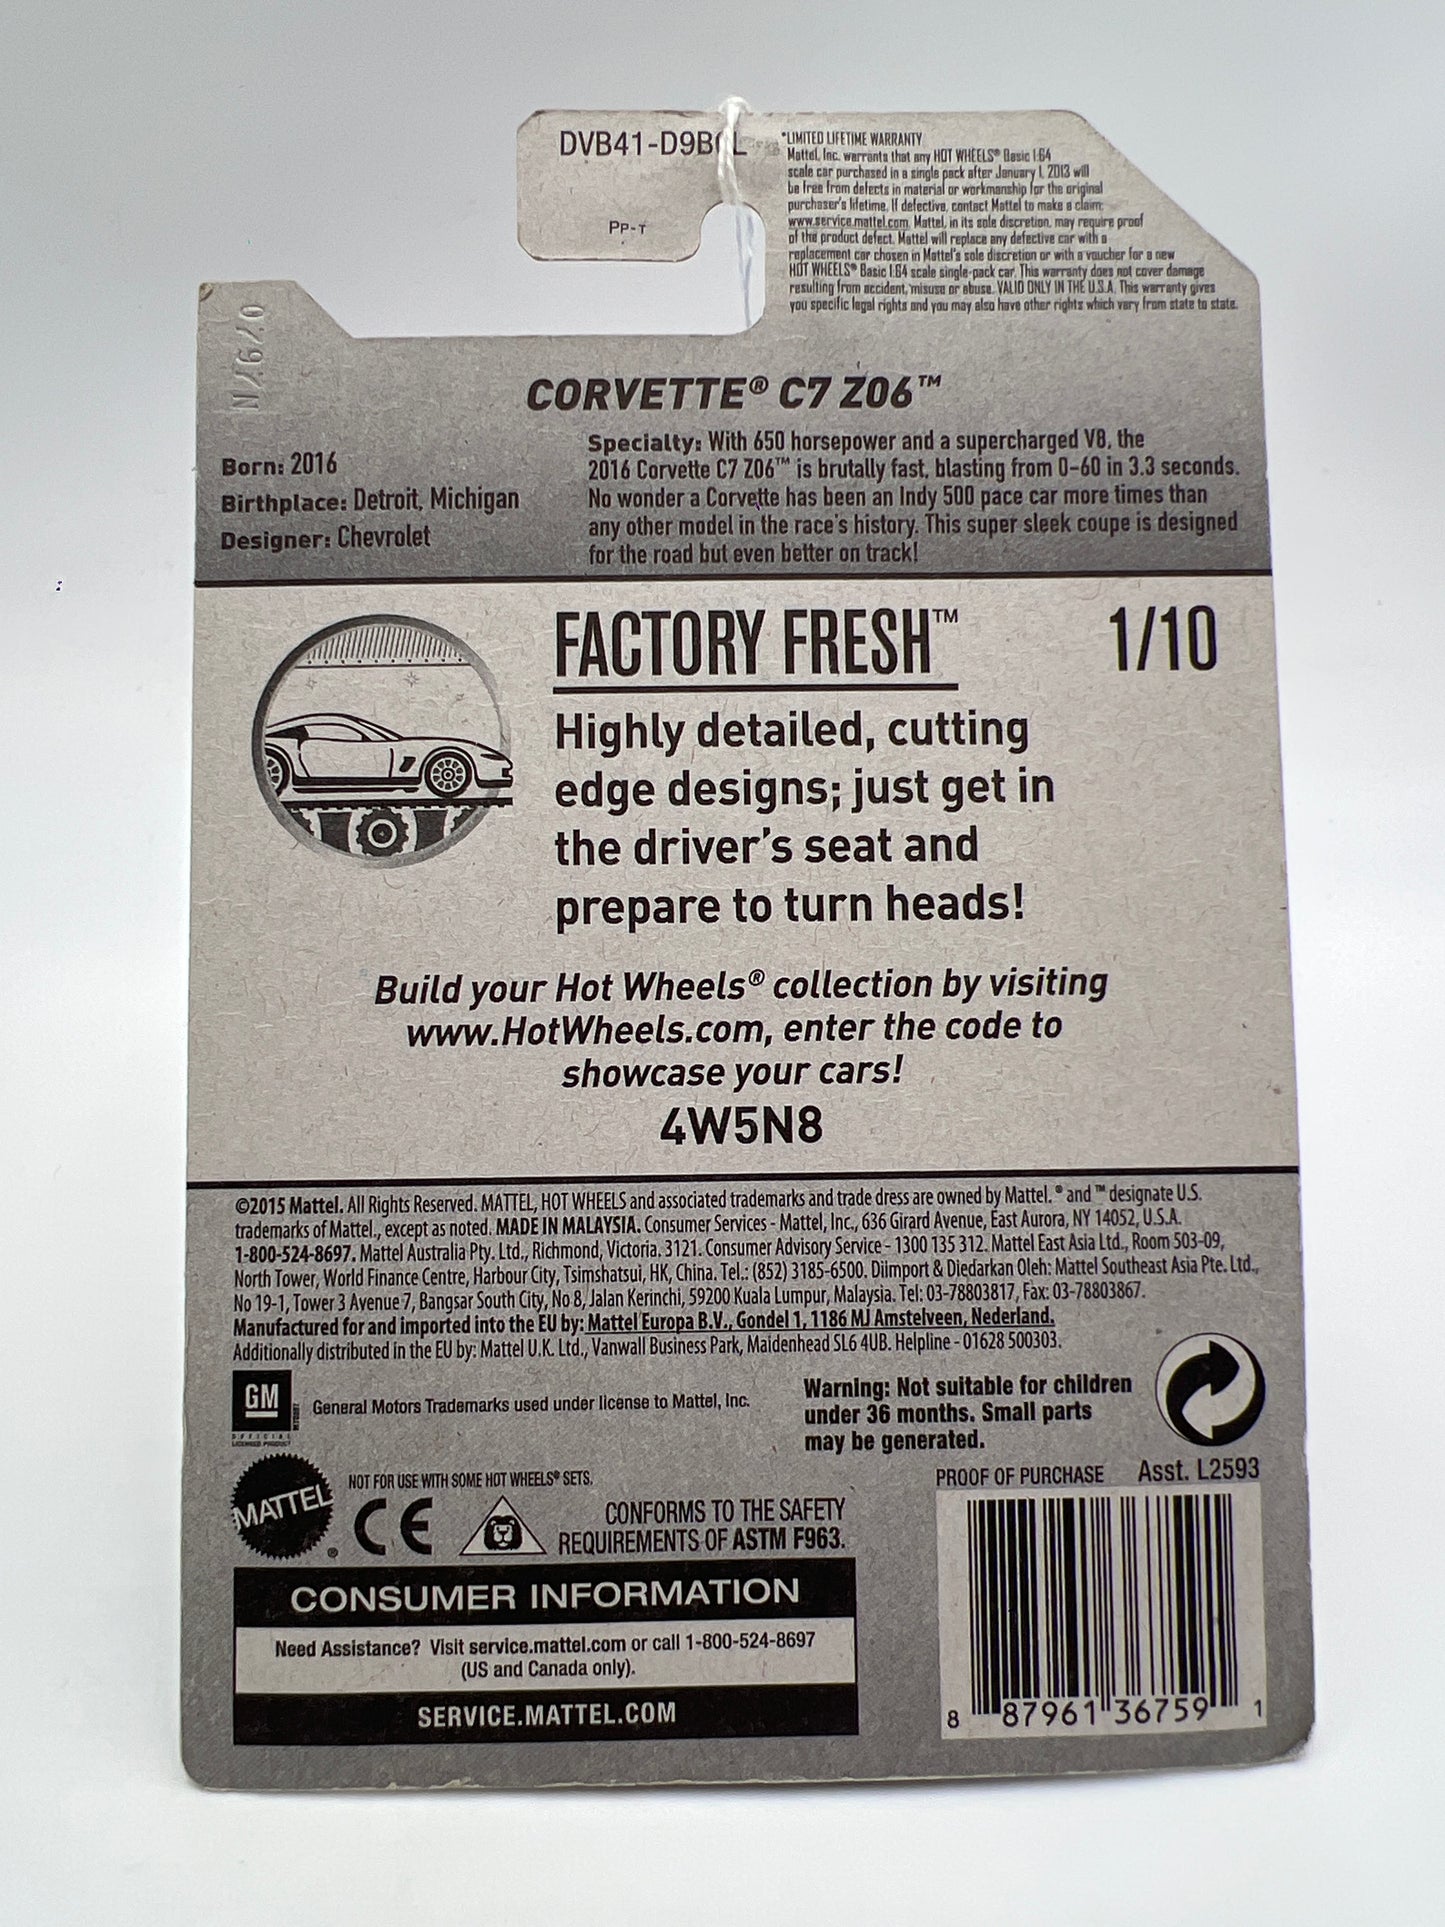 DVB41-D9B L
PP-T
*LIMITED LIFETIME WARRANTY
Mattel, Inc. warrants that any HOT WHEELS® Basic 1:64
scale car purchased in a single pack after January 1, 2013 will
be free from defects in material or workmanship for the original
purchaser's lifetime. If defective, contact Mattel to make a claim:
www.service.mattel.com. Mattel, in its sole discretion, may require proof
of the product defect. Mattel will replace any defective car with a
replacement car chosen in Mattel's sole discretion or with a voucher for a new
HOT WHEELS® Basic 1:64 scale single-pack car. This warranty does not cover damage
resulting from accident, misuse or abuse. VALID ONLY IN THE U.S.A. This warranty gives
you specific legal rights and you may also have other rights which vary from state to state.
CORVETTE® C7 Z06™
Born: 2016
Birthplace: Detroit, Michigan
Designer: Chevrolet
Specialty: With 650 horsepower and a supercharged V8, the
2016 Corvette C7 Z06™ is brutally fast, blasting from 0-60 in 3.3 seconds.
No wonder a Corvette has been an Indy 500 pace car more times than
any other model in the race's history. This super sleek coupe is designed
for the road but even better on track!
FACTORY FRESH™ 1/10
Highly detailed, cutting
edge designs; just get in
the driver's seat and
prepare to turn heads!
Build your Hot Wheels® collection by visiting
www.HotWheels.com, enter the code to
showcase your cars!
4W5N8
©2015 Mattel. All Rights Reserved. MATTEL, HOT WHEELS and associated trademarks and trade dress are owned by Mattel. ® and ™ designate U.S.
trademarks of Mattel., except as noted. MADE IN MALAYSIA. Consumer Services - Mattel, Inc., 636 Girard Avenue, East Aurora, NY 14052, U.S.A.
1-800-524-8697. Mattel Australia Pty. Ltd., Richmond, Victoria. 3121. Consumer Advisory Service - 1300 135 312. Mattel East Asia Ltd., Room 503-09,
North Tower, World Finance Centre, Harbour City, Tsimshatsui, HK, China. Tel.: (852) 3185-6500. Diimport & Diedarkan Oleh: Mattel Southeast Asia Pte. Ltd.,
No 19-1, Tower 3 Avenue 7, Bangsar South City, No 8, Jalan Kerinchi, 59200 Kuala Lumpur, Malaysia. Tel: 03-78803817, Fax: 03-78803867.
Manufactured for and imported into the EU by: Mattel Europa B.V., Gondel 1, 1186 MJ Amstelveen, Nederland.
Additionally distributed in the EU by: Mattel U.K. Ltd., Vanwall Business Park, Maidenhead SL6 4UB. Helpline - 01628 500303.
GM
OFFICIAL
LICENSED PRODUCT
General Motors Trademarks used under license to Mattel, Inc.
Warning: Not suitable for children
under 36 months. Small parts
may be generated.
MATTEL®
NOT FOR USE WITH SOME HOT WHEELS® SETS.
CE
CONFORMS TO THE SAFETY
REQUIREMENTS OF ASTM F963.
PROOF OF PURCHASE Asst. L2593
CONSUMER INFORMATION
Need Assistance? Visit service.mattel.com or call 1-800-524-8697
(US and Canada only).
SERVICE.MATTEL.COM
8 87961 36759 1